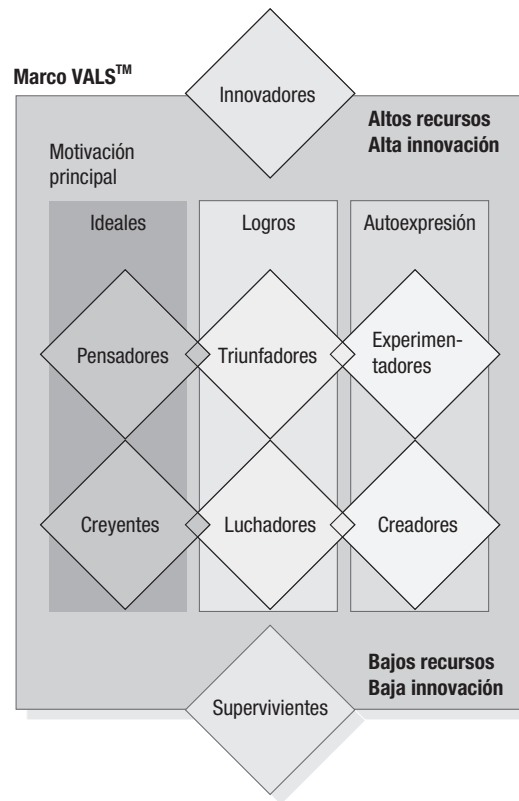 Marco VALS™
Innovadores
Altos recursos
Alta innovación
Motivación
principal
Ideales
Logros
Autoexpresión
Pensadores
Triunfadores
Experimen-
tadores
Creyentes
Luchadores
Creadores
Bajos recursos
Baja innovación
Supervivientes